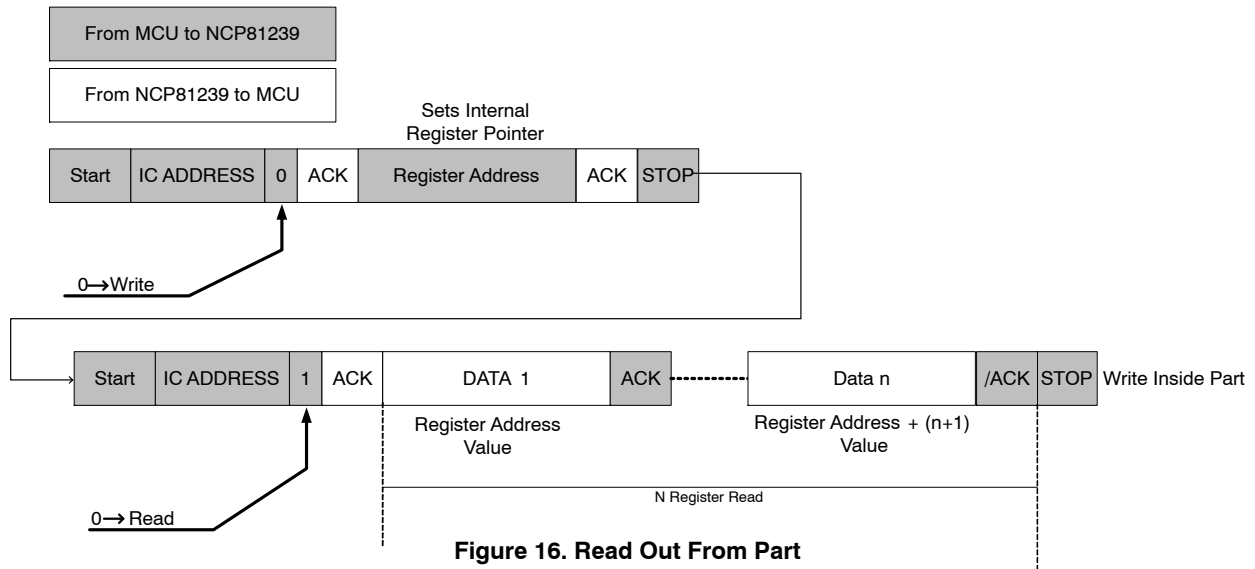 From MCU to NCP81239
From NCP81239 to MCU
Sets Internal
Register Pointer
Start IC ADDRESS 0 ACK Register Address ACK STOP
0→Write
Start IC ADDRESS 1 ACK DATA 1 ACK Data n /ACK STOP Write Inside Part
Register Address
Value
Register Address + (n+1)
Value
N Register Read
0→Read
Figure 16. Read Out From Part